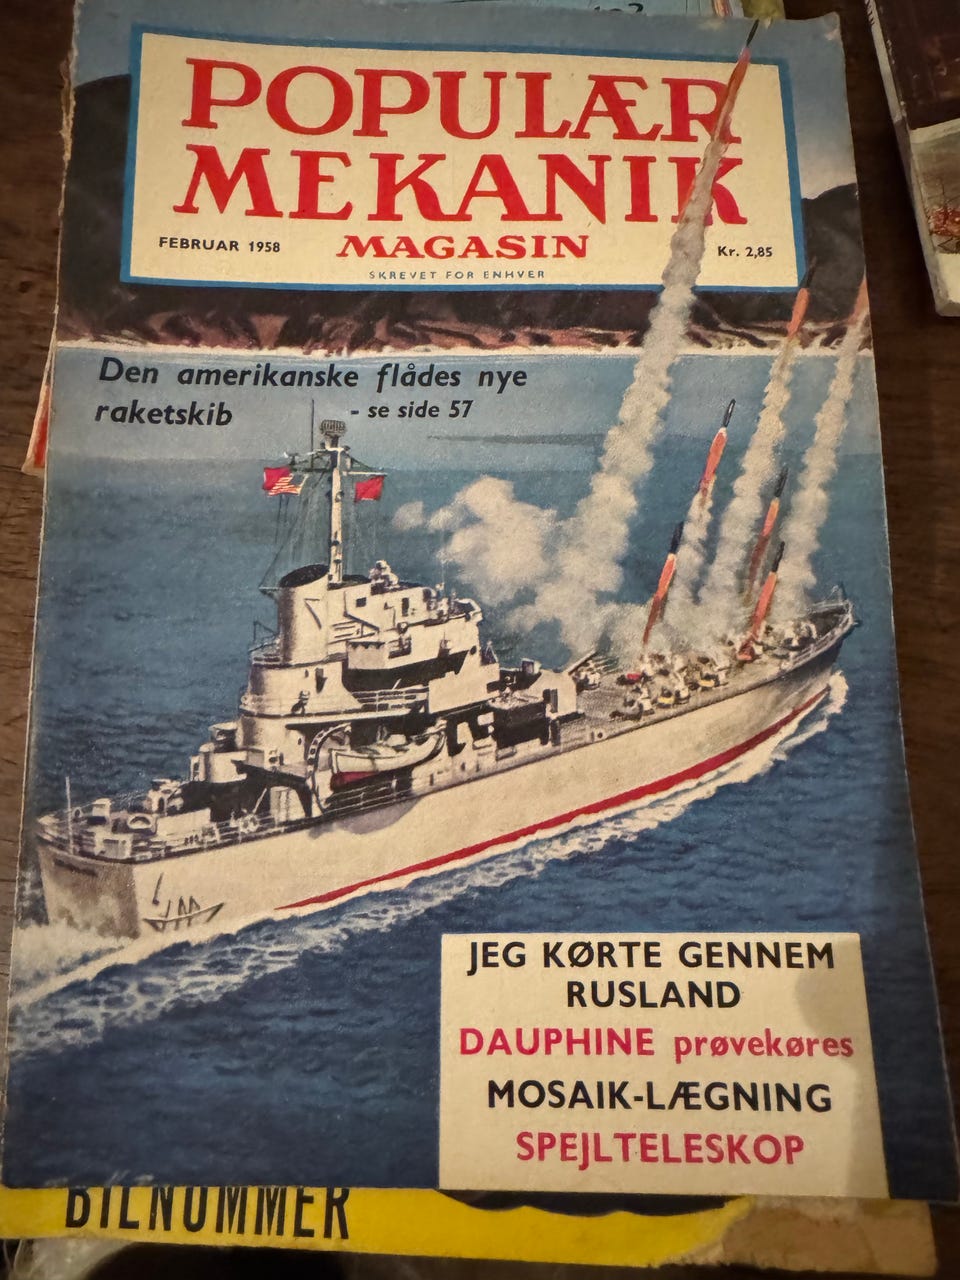 POPULÆR
MEKANIK
FEBRUAR 1958
MAGASIN
Kr. 2,85
SKREVET FOR ENHVER
Den amerikanske flådes nye
raketskib
- se side 57
JEG KØRTE GENNEM
RUSLAND
DAUPHINE prøvekøres
MOSAIK-LÆGNING
SPEJLTELESKOP
BILNUMMER